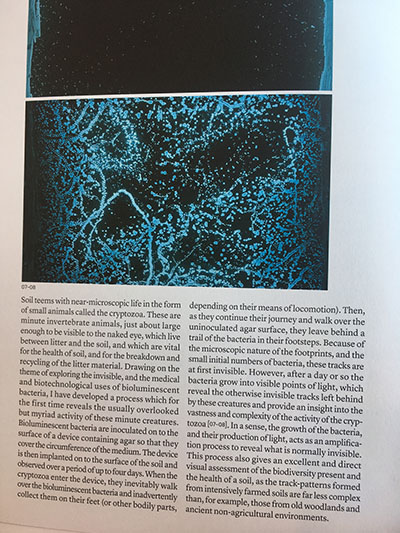 07-08
Soil teems with near-microscopic life in the form
of small animals called the cryptozoa. These are
minute invertebrate animals, just about large
enough to be visible to the naked eye, which live
between litter and the soil, and which are vital
for the health of soil, and for the breakdown and
recycling of the litter material. Drawing on the
theme of exploring the invisible, and the medical
and biotechnological uses of bioluminescent
bacteria, I have developed a process which for
the first time reveals the usually overlooked
but myriad activity of these minute creatures.
Bioluminescent bacteria are inoculated on to the
surface of a device containing agar so that they
cover the circumference of the medium. The device
is then implanted on to the surface of the soil and
observed over a period of up to four days. When the
cryptozoa enter the device, they inevitably walk
over the bioluminescent bacteria and inadvertently
collect them on their feet (or other bodily parts,
depending on their means of locomotion). Then,
as they continue their journey and walk over the
uninoculated agar surface, they leave behind a
trail of the bacteria in their footsteps. Because of
the microscopic nature of the footprints, and the
small initial numbers of bacteria, these tracks are
at first invisible. However, after a day or so the
bacteria grow into visible points of light, which
reveal the otherwise invisible tracks left behind
by these creatures and provide an insight into the
vastness and complexity of the activity of the cryp-
tozoa [07-08]. In a sense, the growth of the bacteria,
and their production of light, acts as an amplifica-
tion process to reveal what is normally invisible.
This process also gives an excellent and direct
visual assessment of the biodiversity present and
the health of a soil, as the track-patterns formed
from intensively farmed soils are far less complex
than, for example, those from old woodlands and
ancient non-agricultural environments.